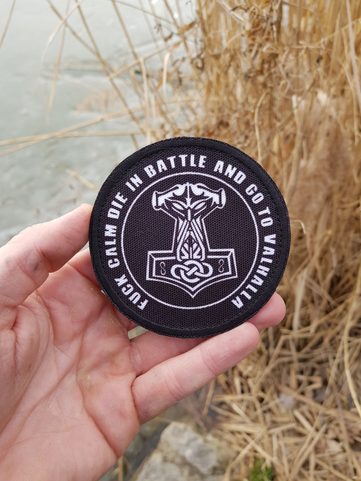 FUCK CALM DIE IN BATTLE AND GO TO VALHALLA